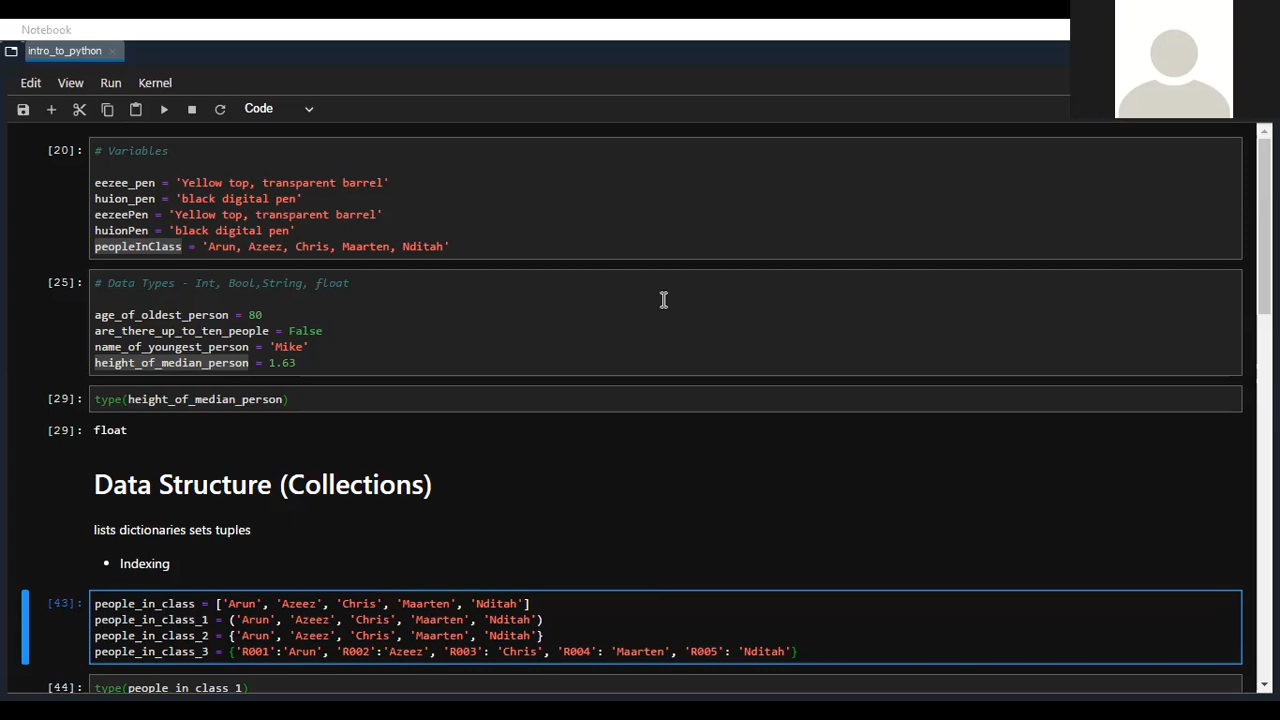 Notebook
intro_to_python ×
Edit View Run Kernel
Code
[20]: # Variables
eezee_pen = 'Yellow top, transparent barrel'
huion_pen = 'black digital pen'
eezeePen = 'Yellow top, transparent barrel'
huionPen = 'black digital pen'
peopleInClass = 'Arun, Azeez, Chris, Maarten, Nditah'
[25]: # Data Types - Int, Bool,String, float
age_of_oldest_person = 80
are_there_up_to_ten_people = False
name_of_youngest_person = 'Mike'
height_of_median_person = 1.63
[29]: type(height_of_median_person)
[29]: float
Data Structure (Collections)
lists dictionaries sets tuples
• Indexing
[43]: people_in_class = ['Arun', 'Azeez', 'Chris', 'Maarten', 'Nditah']
people_in_class_1 = ('Arun', 'Azeez', 'Chris', 'Maarten', 'Nditah')
people_in_class_2 = {'Arun', 'Azeez', 'Chris', 'Maarten', 'Nditah'}
people_in_class_3 = {'R001':'Arun', 'R002':'Azeez', 'R003': 'Chris', 'R004': 'Maarten', 'R005': 'Nditah'}
[44]: type(people_in_class_1)